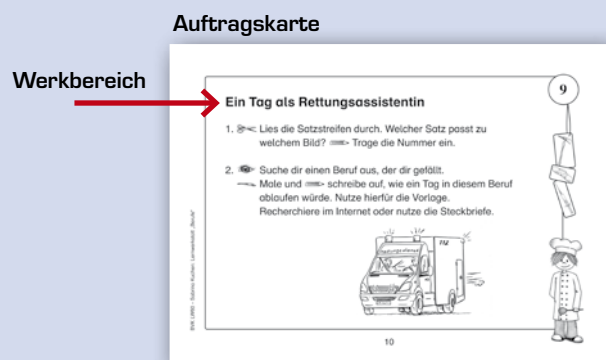 Auftragskarte
Werkbereich
9
Ein Tag als Rettungsassistentin
1. Lies die Satzstreifen durch. Welcher Satz passt zu
welchem Bild? Trage die Nummer ein.
2. Suche dir einen Beruf aus, der dir gefällt.
Male und schreibe auf, wie ein Tag in diesem Beruf
ablaufen würde. Nutze hierfür die Vorlage.
Recherchiere im Internet oder nutze die Steckbriefe.
Rettungsdienst
112
10